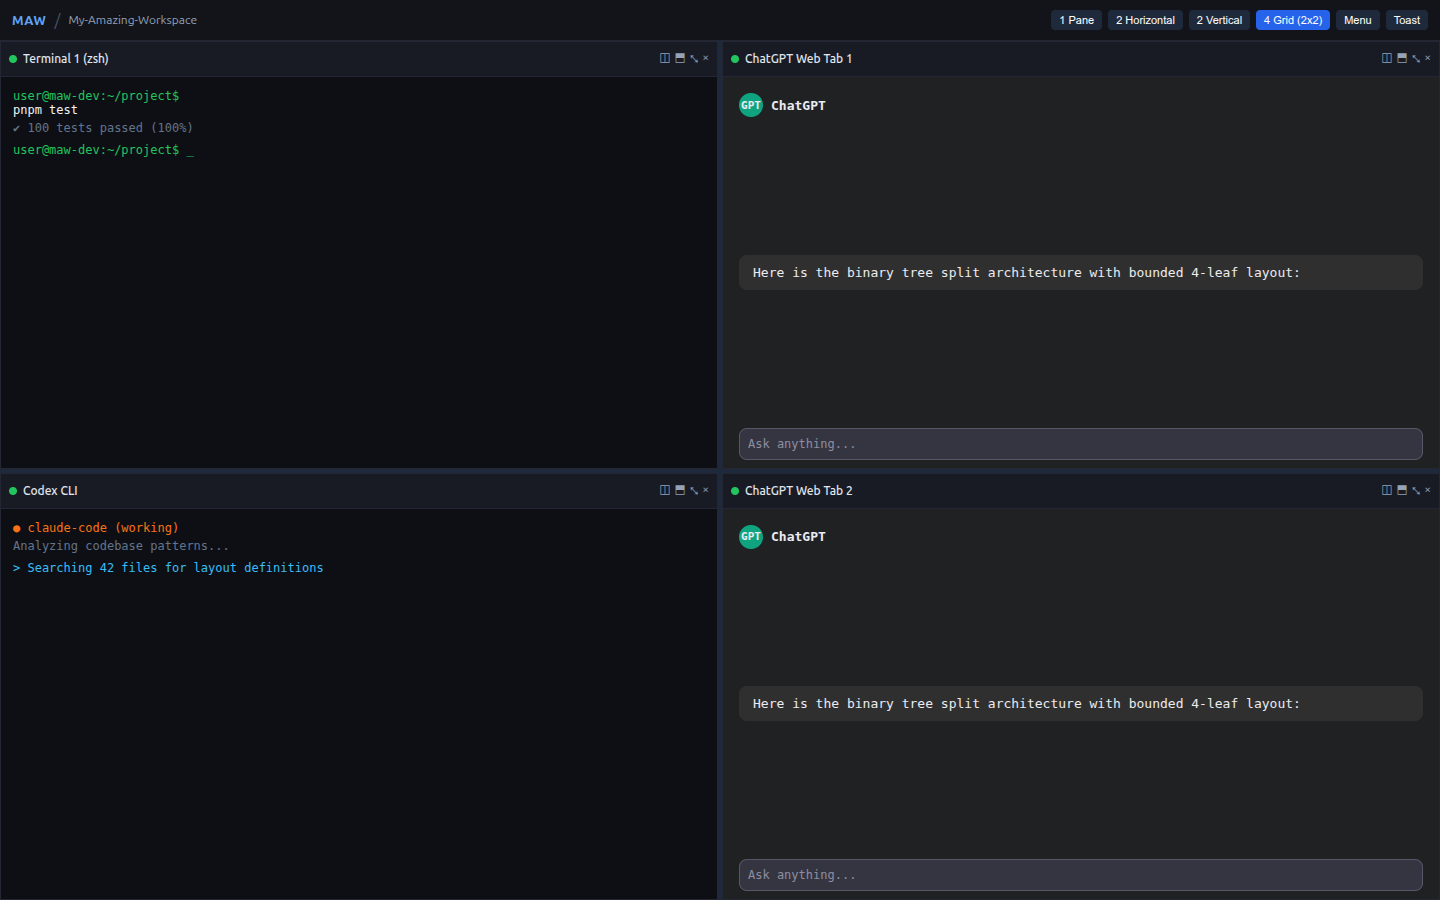 MAW / My-Amazing-Workspace
1 Pane
2 Horizontal
2 Vertical
4 Grid (2x2)
Menu
Toast
Terminal 1 (zsh)
user@maw-dev:~/project$
pnpm test
✔ 100 tests passed (100%)
user@maw-dev:~/project$ _
ChatGPT Web Tab 1
GPT ChatGPT
Here is the binary tree split architecture with bounded 4-leaf layout:
Ask anything...
Codex CLI
● claude-code (working)
Analyzing codebase patterns...
> Searching 42 files for layout definitions
ChatGPT Web Tab 2
GPT ChatGPT
Here is the binary tree split architecture with bounded 4-leaf layout:
Ask anything...